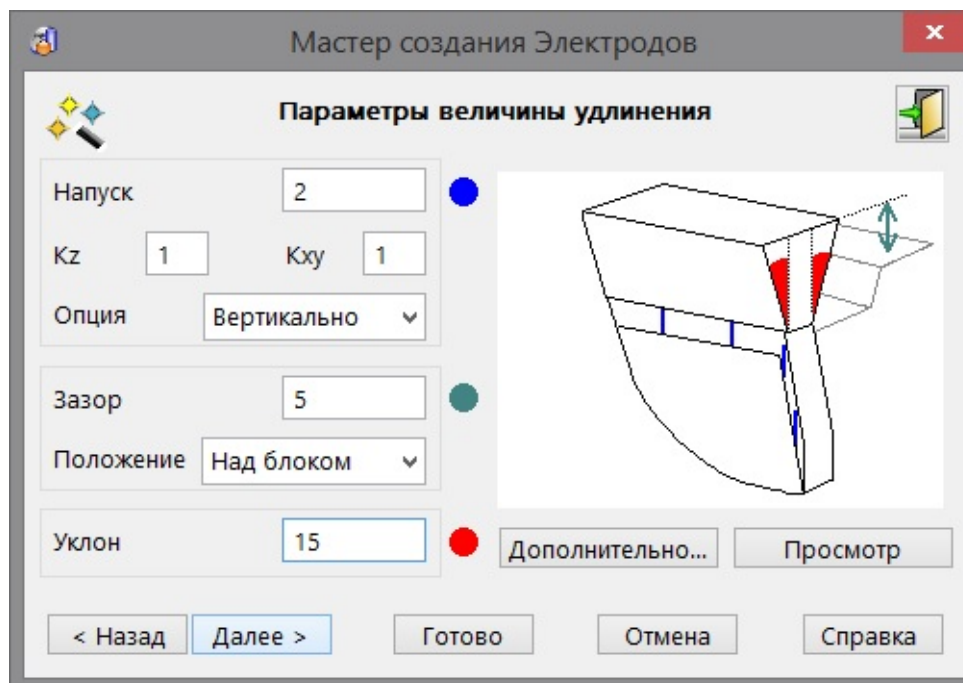 Мастер создания Электродов
x
Параметры величины удлинения
Напуск 2
Kz 1 Kxy 1
Опция Вертикально
Зазор 5
Положение Над блоком
Уклон 15
Дополнительно... Просмотр
< Назад Далее > Готово Отмена Справка